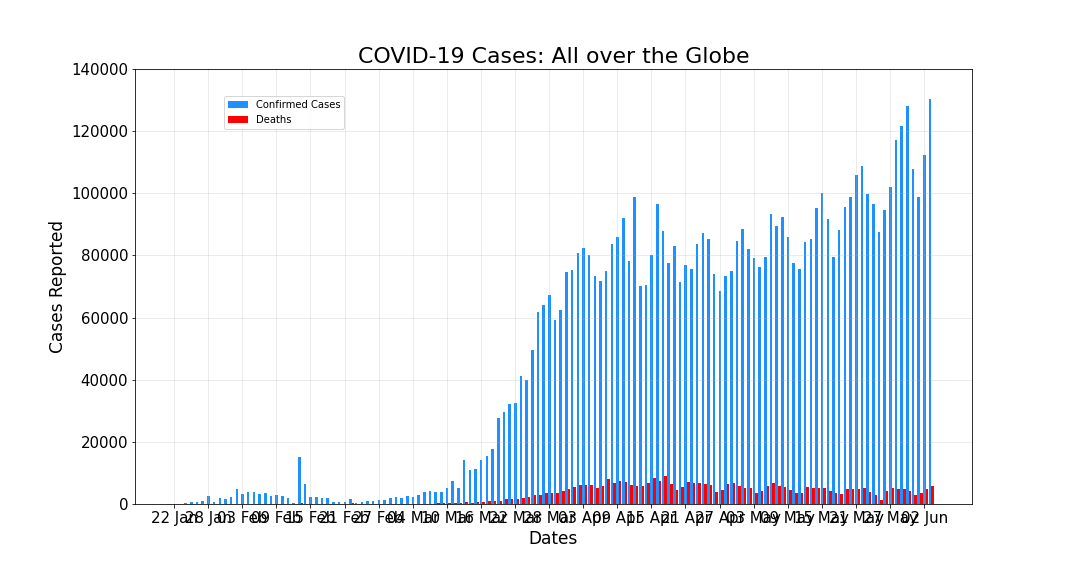 COVID-19 Cases: All over the Globe
140000
120000
100000
80000
60000
40000
20000
0
Cases Reported
Confirmed Cases
Deaths
22 Jan 28 Jan 03 Feb 09 Feb 15 Feb 21 Feb 27 Feb 04 Mar 10 Mar 16 Mar 22 Mar 28 Mar 03 Apr 09 Apr 15 Apr 21 Apr 27 Apr 03 May 09 May 15 May 21 May 27 May 02 Jun
Dates